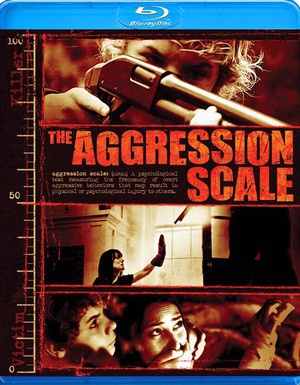 Blu-ray Disc
100
Killer
THE AGGRESSION
SCALE
aggression scale: (noun) A psychological
test measuring the frequency of overt
aggressive behaviors that may result in
physical or psychological injury to others.
50
Victim
0